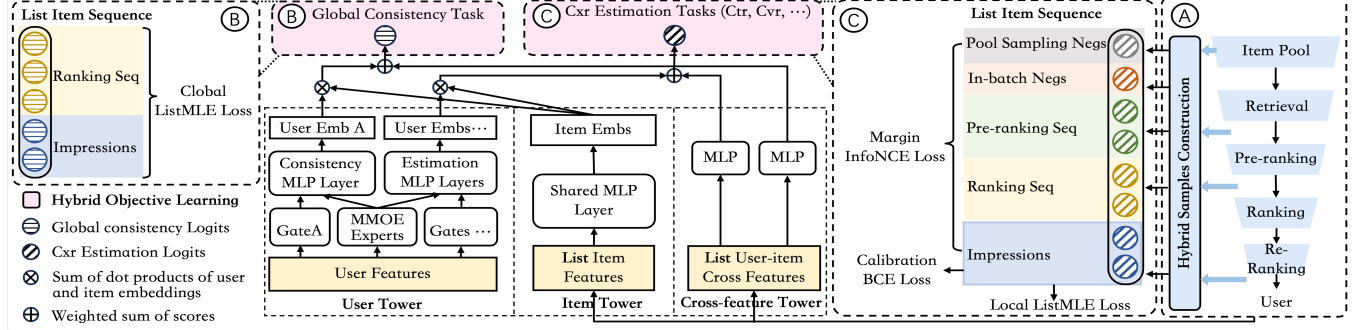 List Item Sequence
B
Ranking Seq
Impressions
Global
ListMLE Loss
Hybrid Objective Learning
Global consistency Logits
Cxr Estimation Logits
Sum of dot products of user
and item embeddings
Weighted sum of scores
B
Global Consistency Task
C
Cxr Estimation Tasks (Ctr, Cvr, ⋯)
User Emb A
User Embs⋯
Item Embs
Consistency
MLP Layer
Estimation
MLP Layers
Shared MLP
Layer
MLP
MLP
GateA
MMOE
Experts
Gates ⋯
User Features
List Item
Features
List User-item
Cross Features
User Tower
Item Tower
Cross-feature Tower
C
List Item Sequence
Pool Sampling Negs
In-batch Negs
Pre-ranking Seq
Ranking Seq
Impressions
Margin
InfoNCE Loss
Calibration
BCE Loss
Local ListMLE Loss
Hybrid Samples Construction
A
Item Pool
Retrieval
Pre-ranking
Ranking
Re-
Ranking
User